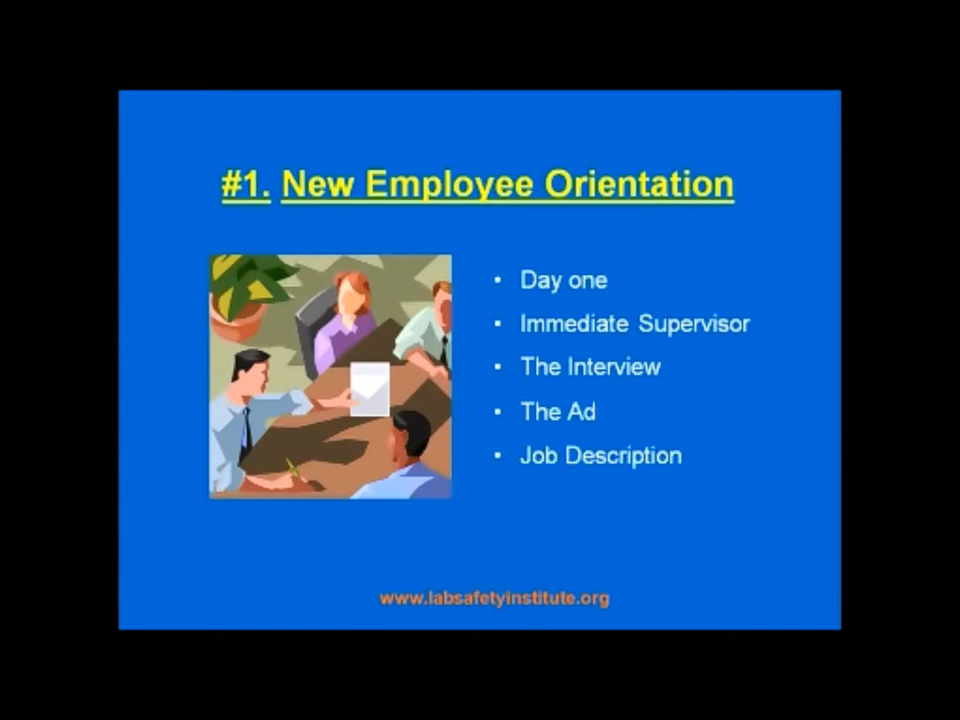 #1. New Employee Orientation
• Day one
• Immediate Supervisor
• The Interview
• The Ad
• Job Description
www.labsafetyinstitute.org